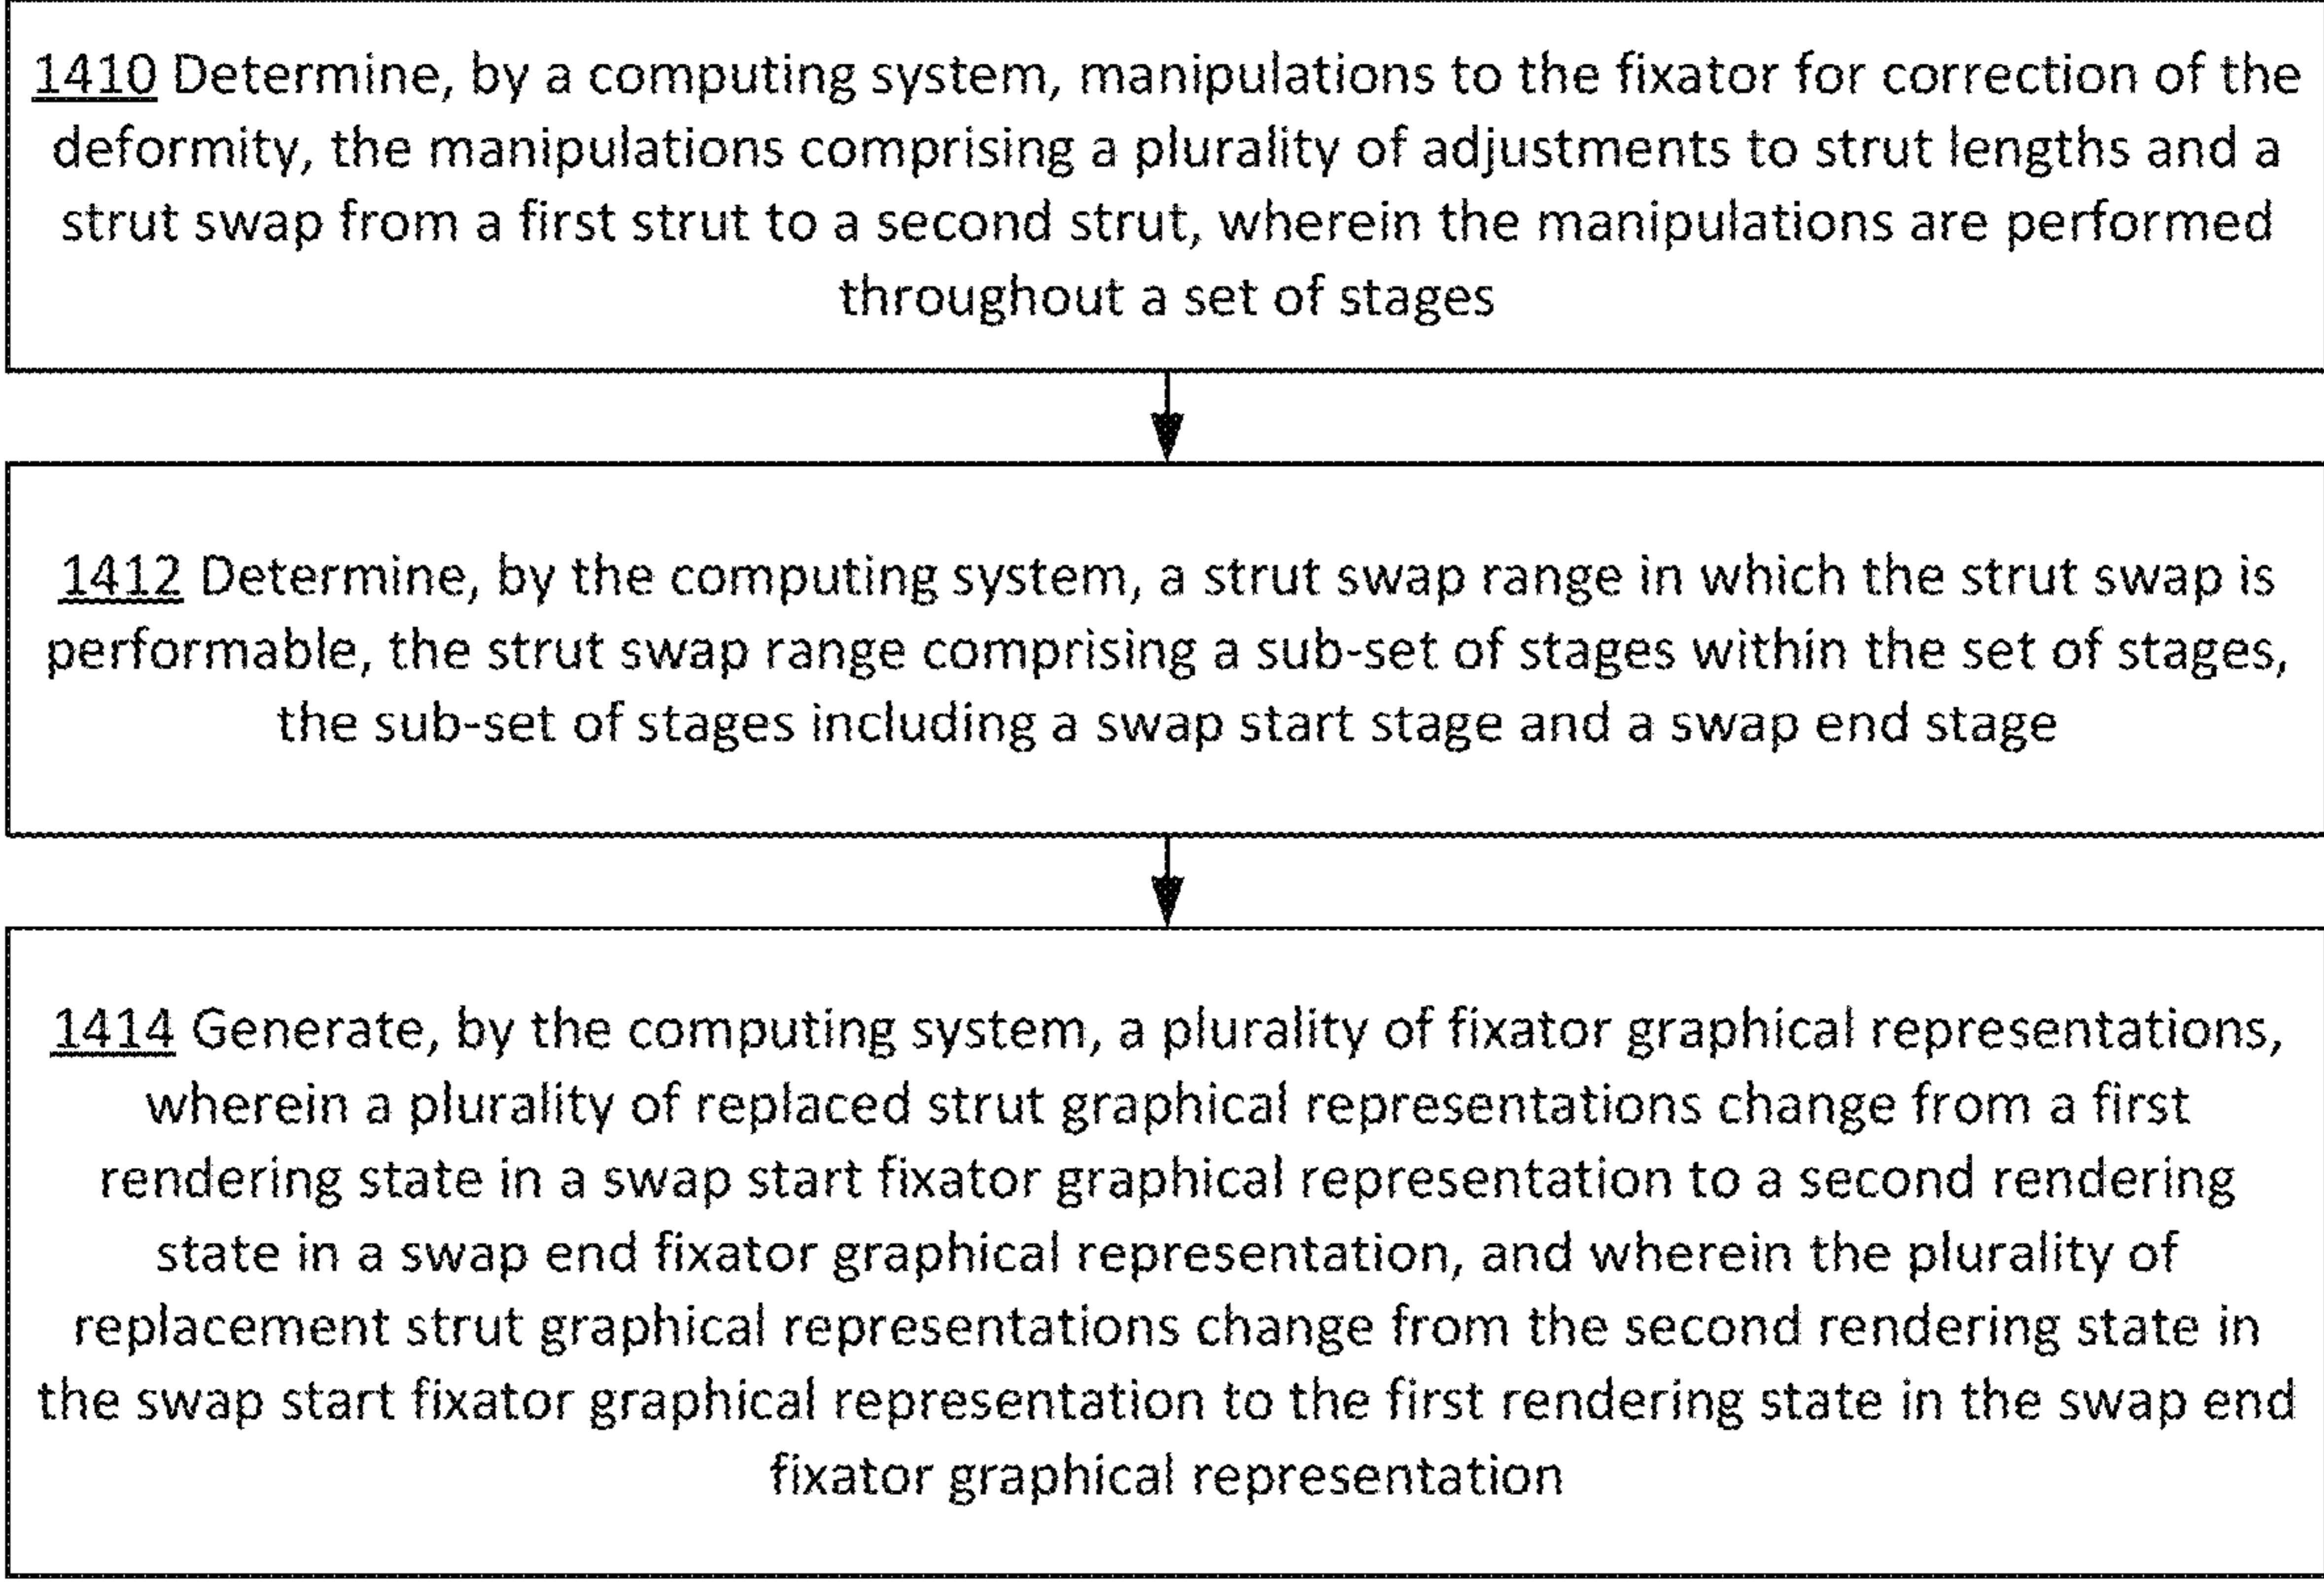 1410 Determine, by a computing system, manipulations to the fixator for correction of the
deformity, the manipulations comprising a plurality of adjustments to strut lengths and a
strut swap from a first strut to a second strut, wherein the manipulations are performed
throughout a set of stages
1412 Determine, by the computing system, a strut swap range in which the strut swap is
performable, the strut swap range comprising a sub-set of stages within the set of stages,
the sub-set of stages including a swap start stage and a swap end stage
1414 Generate, by the computing system, a plurality of fixator graphical representations,
wherein a plurality of replaced strut graphical representations change from a first
rendering state in a swap start fixator graphical representation to a second rendering
state in a swap end fixator graphical representation, and wherein the plurality of
replacement strut graphical representations change from the second rendering state in
the swap start fixator graphical representation to the first rendering state in the swap end
fixator graphical representation